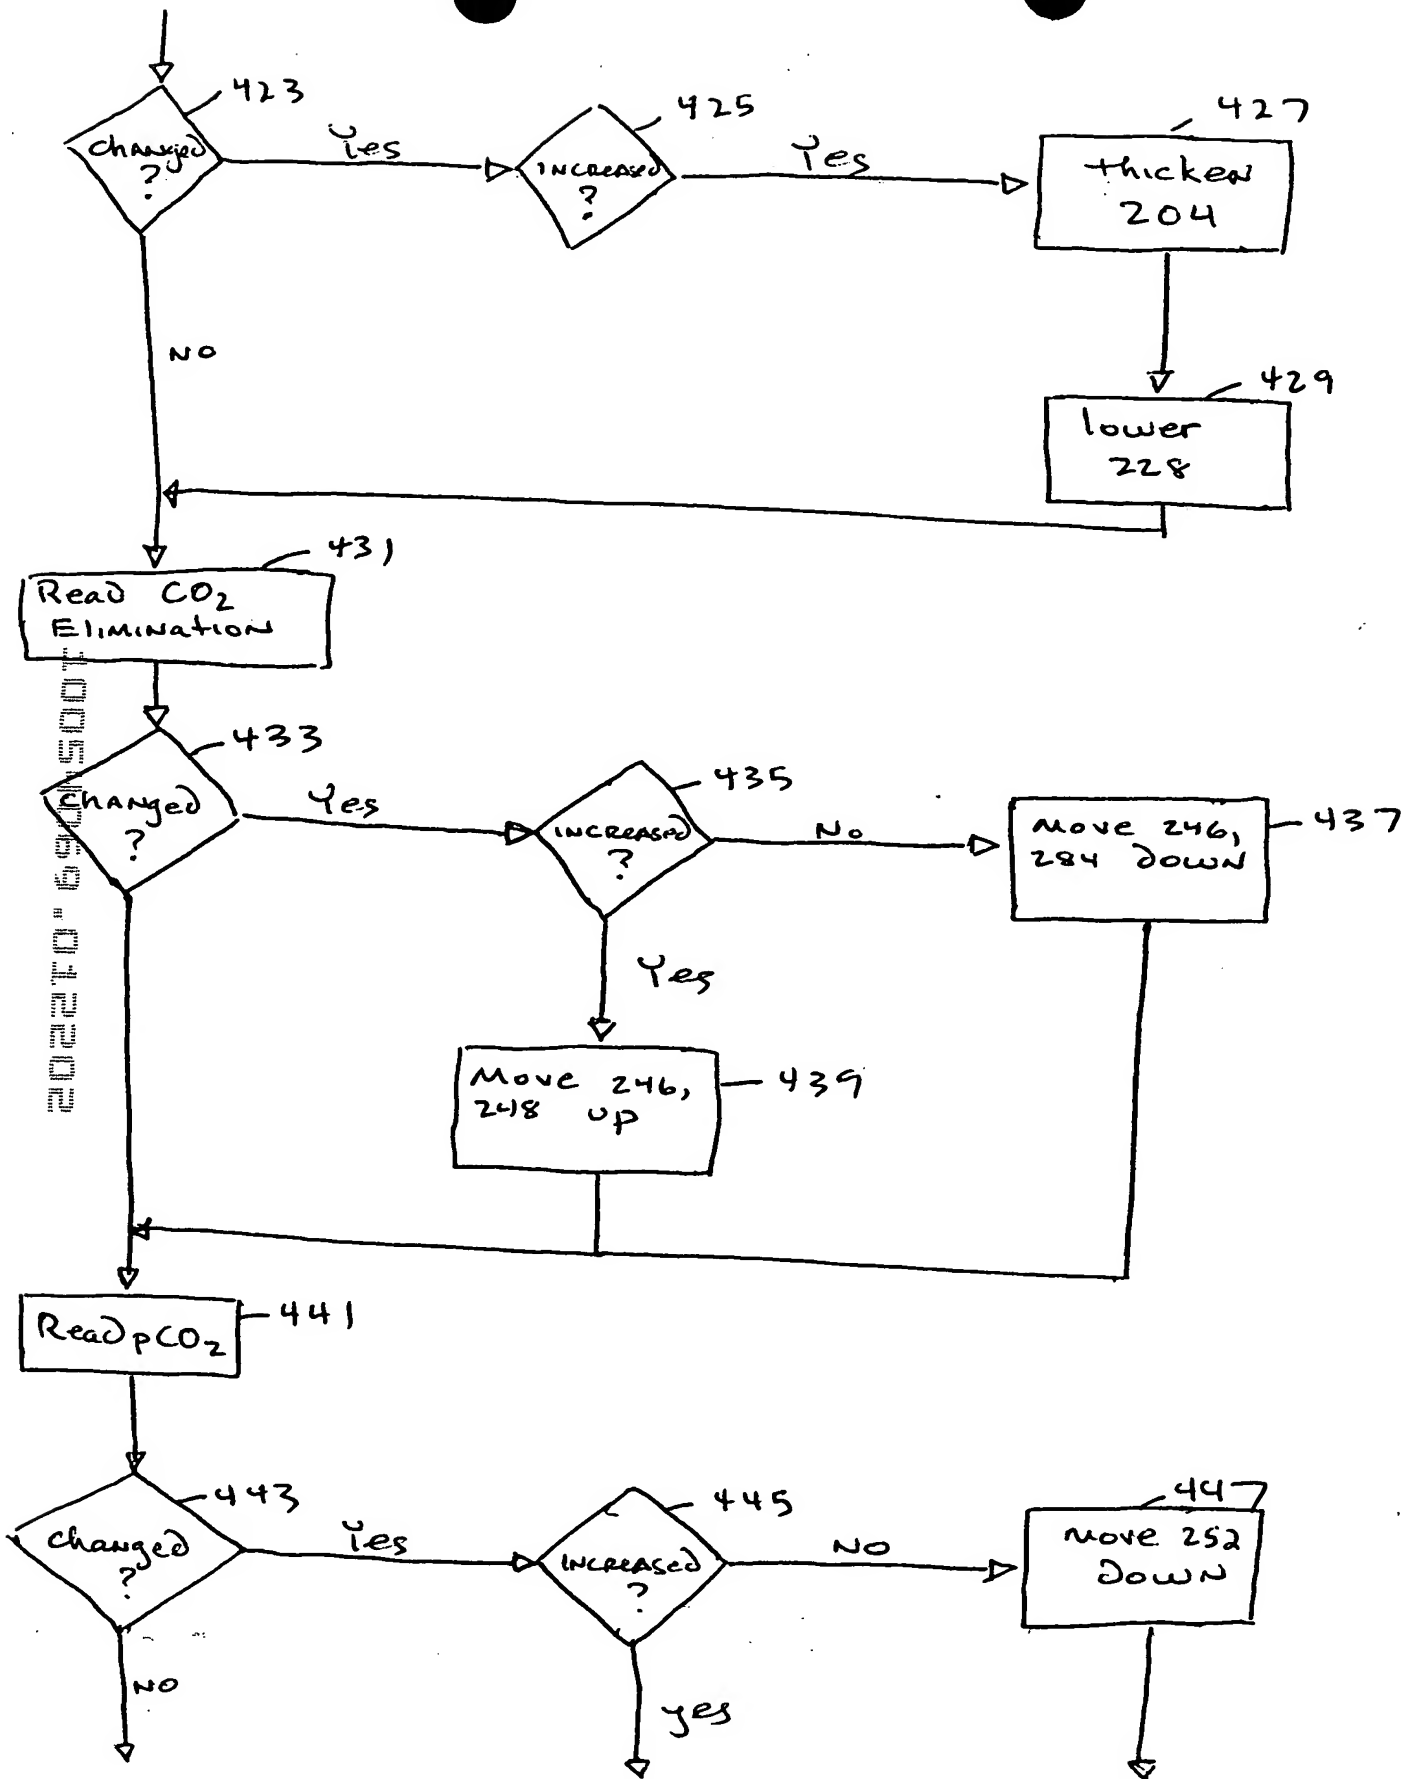 423
Changed
?
Yes
425
INCREASED
?
Yes
427
thicken
204
NO
429
lower
228
431
Read CO2
Elimination
433
Changed
?
Yes
435
INCREASED
?
No
437
Move 246,
284 DOWN
Yes
439
Move 246,
248 up
441
Read pCO2
443
Changed
?
Yes
445
INCREASED
?
NO
447
Move 252
DOWN
NO
yes